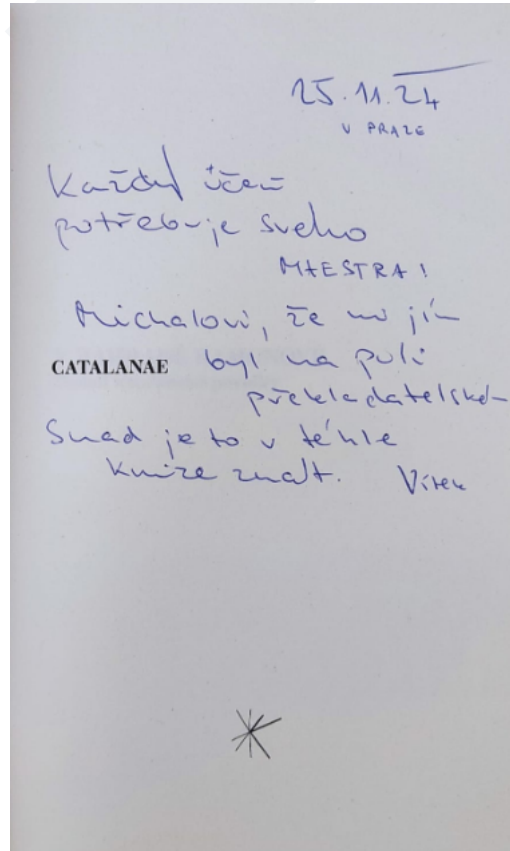 25.11.24
V PRAZE
Každý účeň
potřebuje svého
MAESTRA!
Michalovi, že mi jím
byl na poli
CATALANAE
překladatelském
Snad je to v téhle
knize znát. Vítek